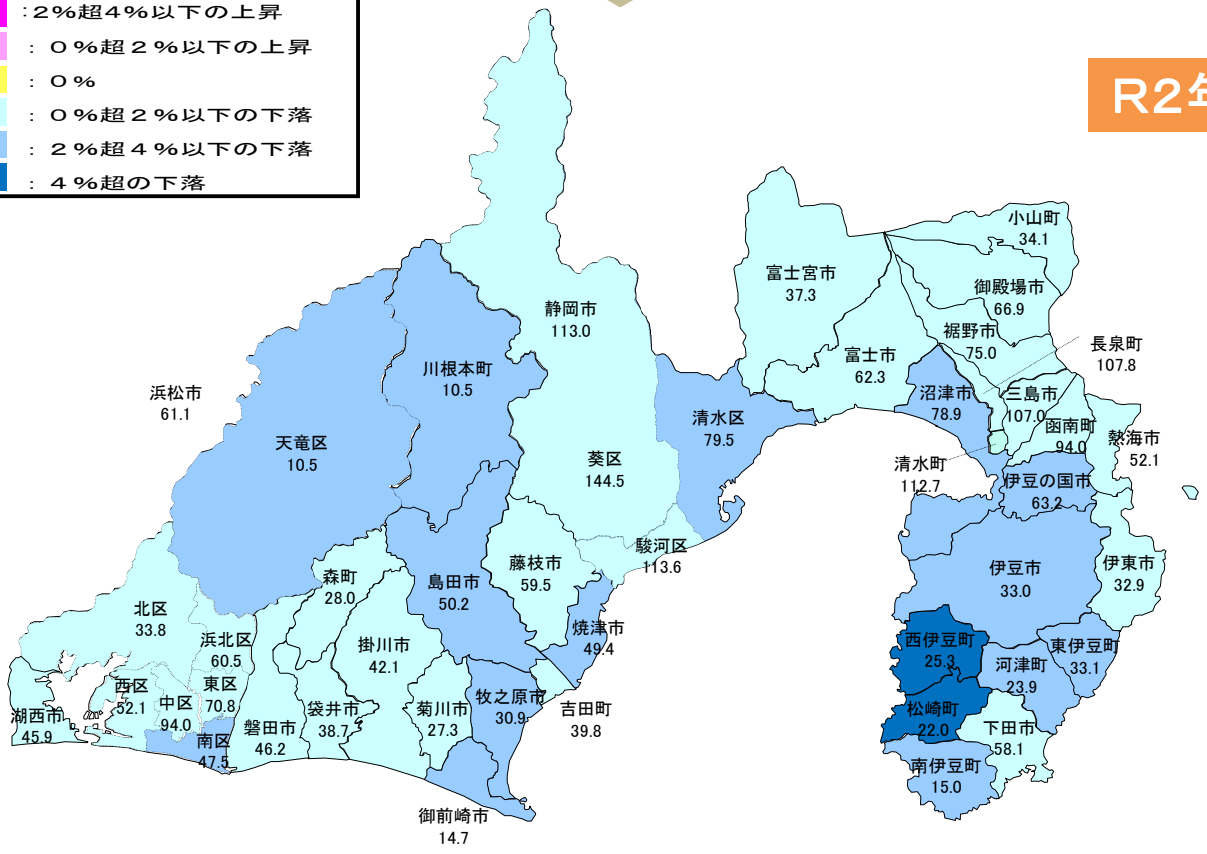 :2%超4%以下の上昇
: 0%超2%以下の上昇
: 0%
: 0%超2%以下の下落
: 2%超4%以下の下落
: 4%超の下落
R2年
小山町
34.1
富士宮市
37.3
御殿場市
66.9
静岡市
113.0
裾野市
75.0
長泉町
107.8
富士市
62.3
川根本町
10.5
浜松市
61.1
沼津市
78.9
三島市
107.0
清水区
79.5
函南町
94.0
熱海市
52.1
天竜区
10.5
葵区
144.5
清水町
112.7
伊豆の国市
63.2
駿河区
113.6
藤枝市
59.5
伊豆市
33.0
伊東市
32.9
森町
28.0
島田市
50.2
北区
33.8
焼津市
49.4
浜北区
60.5
掛川市
42.1
西伊豆町
25.3
東伊豆町
33.1
河津町
23.9
西区
52.1
東区
70.8
中区
94.0
牧之原市
30.9
吉田町
39.8
湖西市
45.9
袋井市
38.7
菊川市
27.3
松崎町
22.0
磐田市
46.2
下田市
58.1
南区
47.5
南伊豆町
15.0
御前崎市
14.7